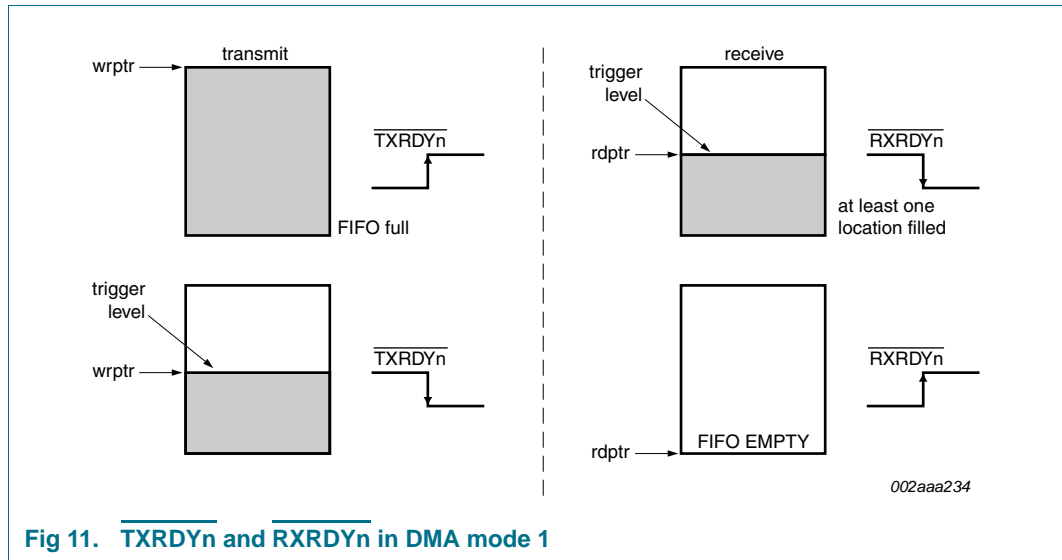 transmit
wrptr
TXRDYn
FIFO full
trigger
level
wrptr
TXRDYn
receive
trigger
level
rdptr
RXRDYn
at least one
location filled
RXRDYn
FIFO EMPTY
rdptr
002aaa234
Fig 11. TXRDYn and RXRDYn in DMA mode 1